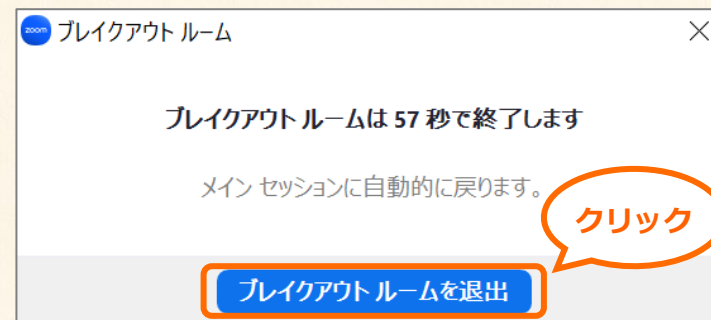 zoom ブレイクアウト ルーム
ブレイクアウト ルームは 57 秒で終了します
メイン セッションに自動的に戻ります。
クリック
ブレイクアウト ルームを退出